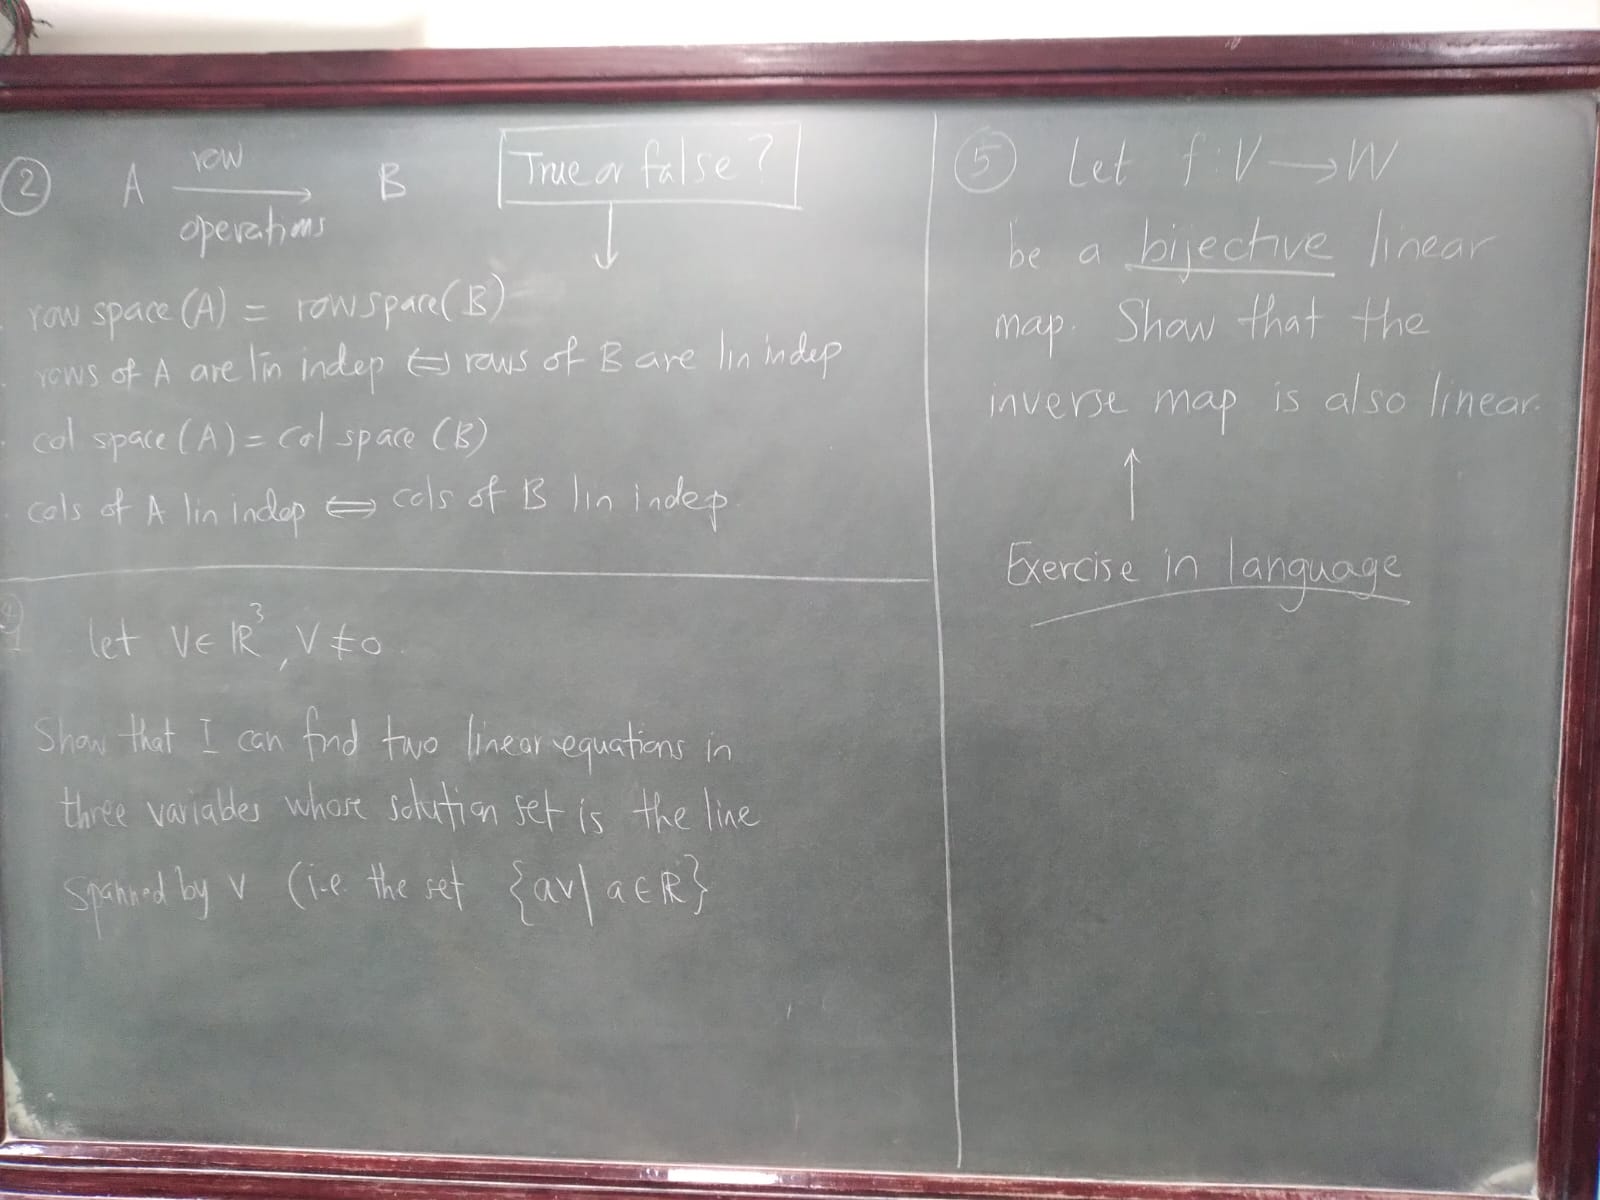 ② A row operations → B True or false?
↓
row space (A) = row space (B)
rows of A are lin indep ⇔ rows of B are lin indep
col space (A) = col space (B)
cols of A lin indep ⇔ cols of B lin indep
④ let v ∈ ℝ³, v ≠ 0.
Show that I can find two linear equations in
three variables whose solution set is the line
spanned by v (i.e. the set {av | a ∈ ℝ}
⑤ Let f: V → W
be a bijective linear
map. Show that the
inverse map is also linear.
↑
Exercise in language